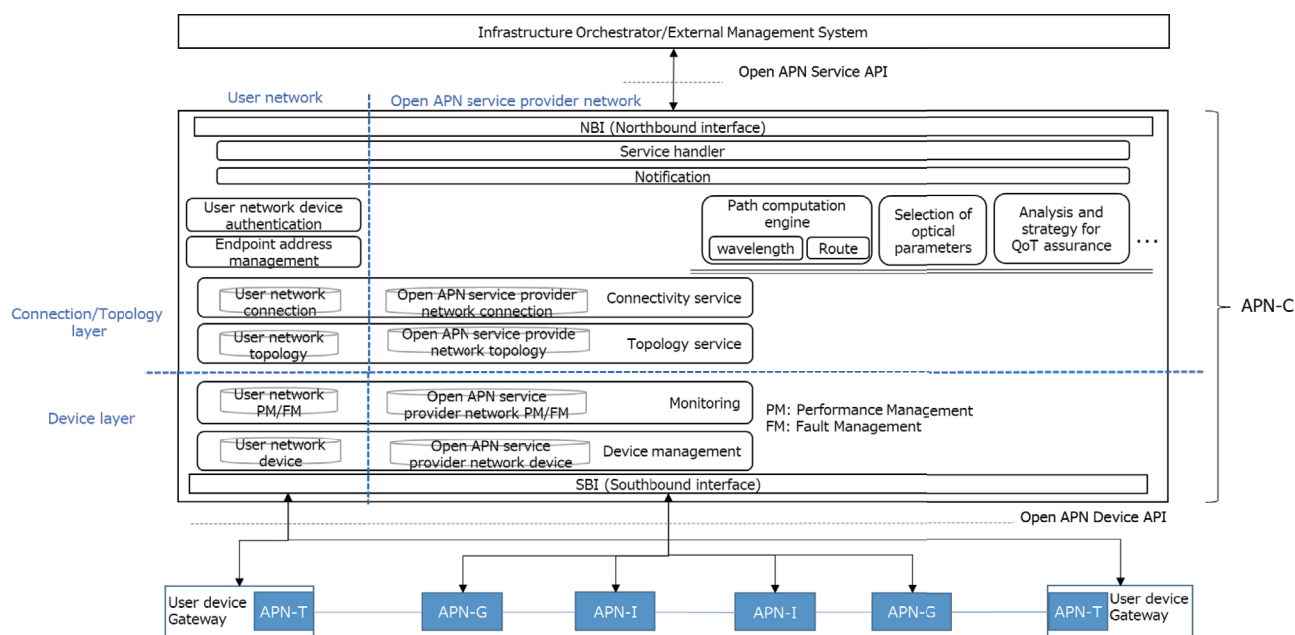 Infrastructure Orchestrator/External Management System
Open APN Service API
User network
Open APN service provider network
NBI (Northbound interface)
Service handler
Notification
User network device
authentication
Endpoint address
management
Path computation
engine
wavelength
Route
Selection of
optical
parameters
Analysis and
strategy for
QoT assurance
...
User network
connection
Open APN service provider
network connection
Connectivity service
User network
topology
Open APN service provide
network topology
Topology service
Connection/Topology
layer
APN-C
Device layer
User network
PM/FM
Open APN service
provider network PM/FM
Monitoring
PM: Performance Management
FM: Fault Management
User network
device
Open APN service
provider network device
Device management
SBI (Southbound interface)
Open APN Device API
User device
Gateway
APN-T
APN-G
APN-I
APN-I
APN-G
APN-T
User device
Gateway